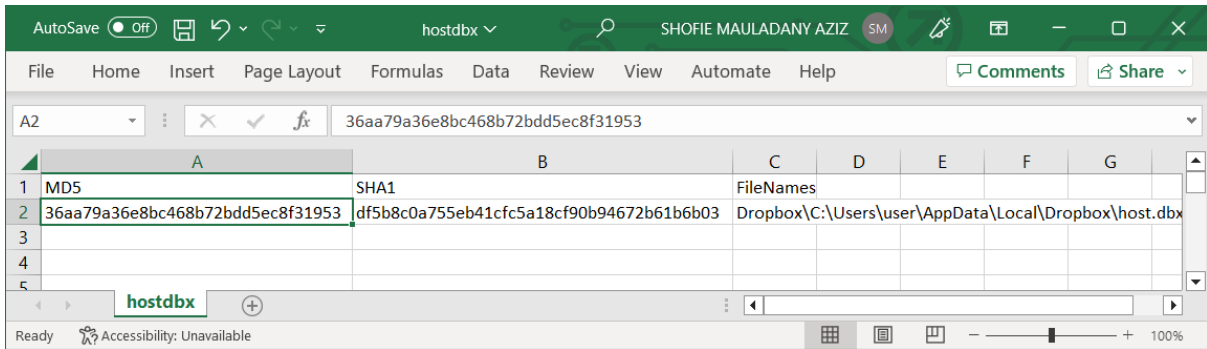 AutoSave Off hostdbx SHOFIE MAULADANY AZIZ SM
File Home Insert Page Layout Formulas Data Review View Automate Help Comments Share
A2 fx 36aa79a36e8bc468b72bdd5ec8f31953
A B C D E F G
1 MD5 SHA1 FileNames
2 36aa79a36e8bc468b72bdd5ec8f31953 df5b8c0a755eb41cfc5a18cf90b94672b61b6b03 Dropbox\C:\Users\user\AppData\Local\Dropbox\host.dbx
3
4
5
hostdbx
Ready Accessibility: Unavailable 100%